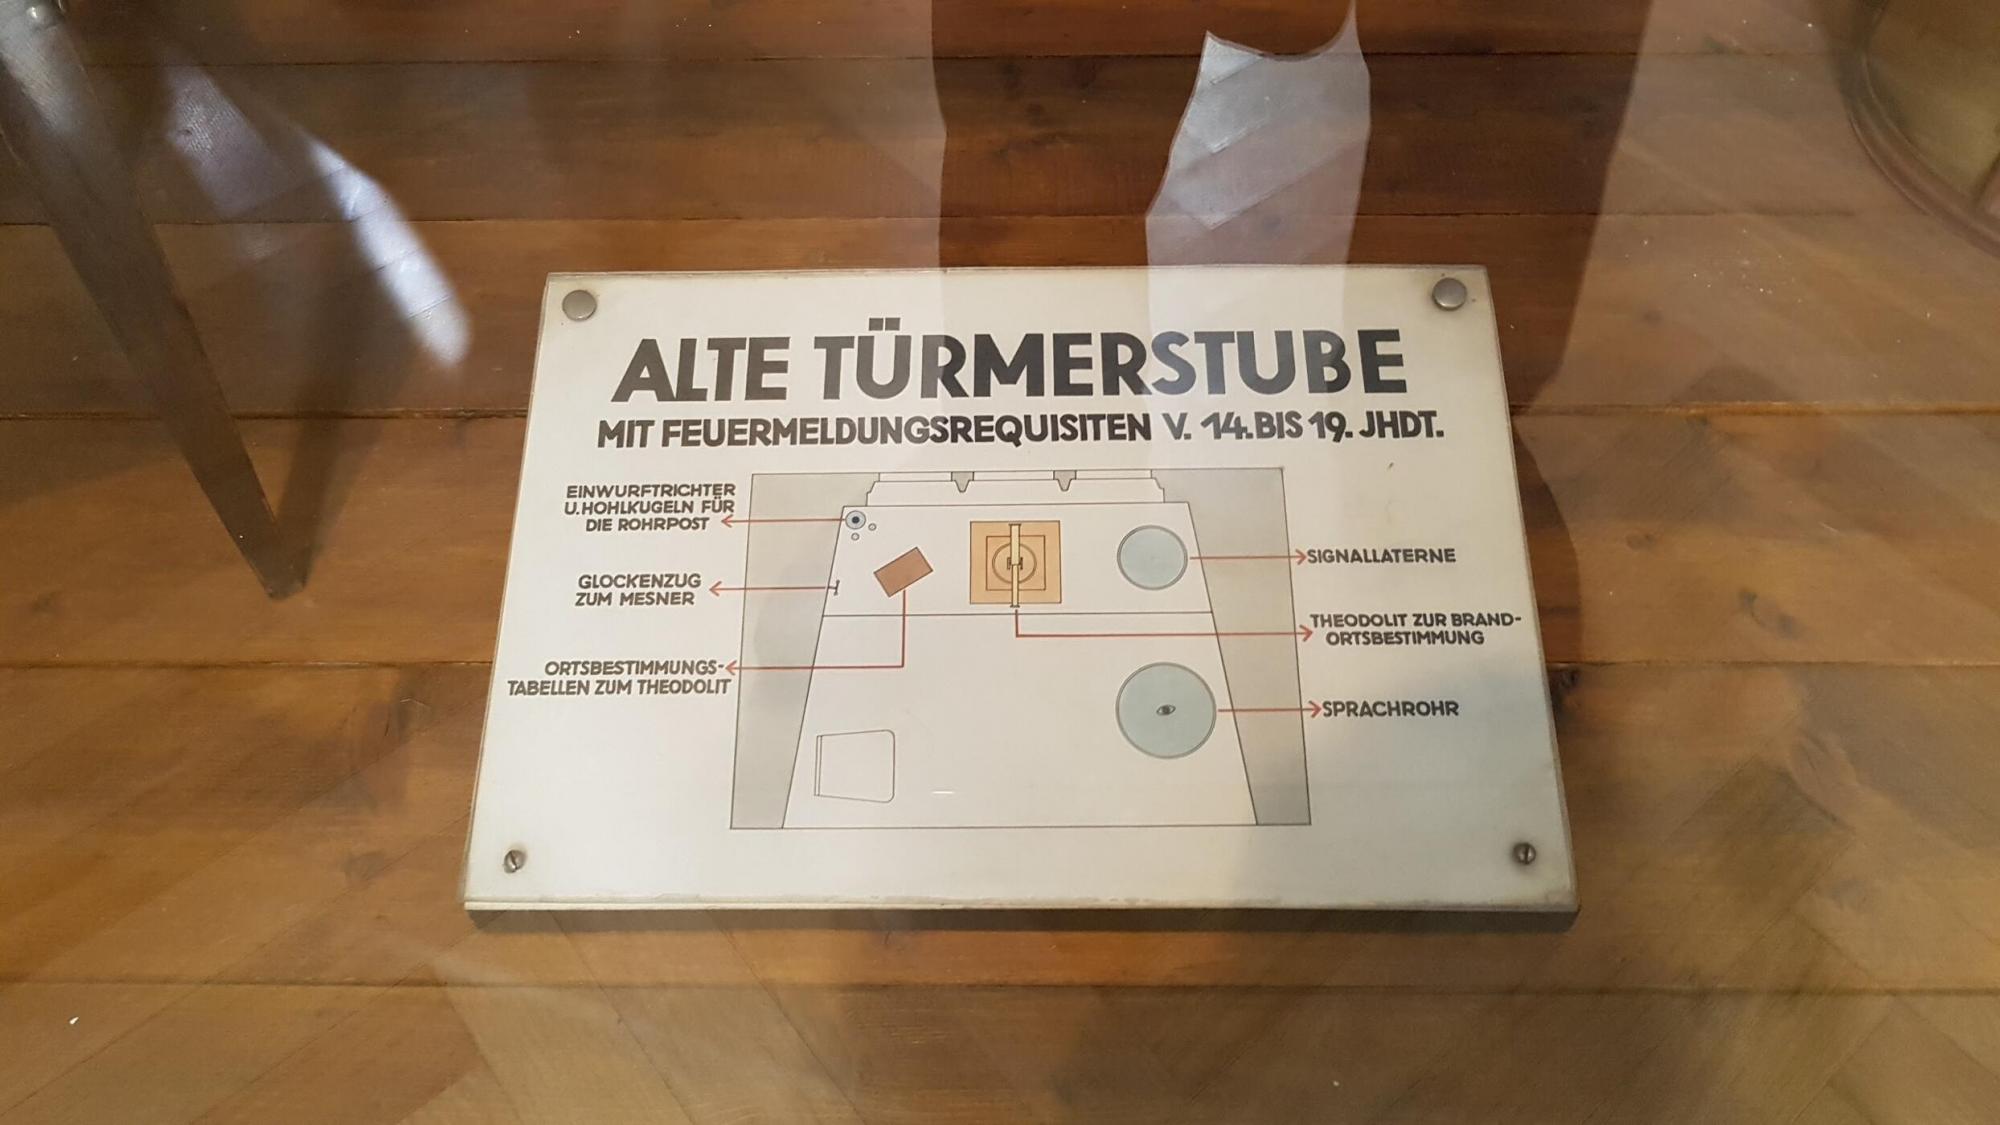 ALTE TÜRMERSTUBE
MIT FEUERMELDUNGSREQUISITEN V. 14. BIS 19. JHDT.
EINWURFTRICHTER
U. HOHLKUGELN FÜR
DIE ROHRPOST
GLOCKENZUG
ZUM MESNER
ORTSBESTIMMUNGS-
TABELLEN ZUM THEODOLIT
SIGNALLATERNE
THEODOLIT ZUR BRAND-
ORTSBESTIMMUNG
SPRACHROHR